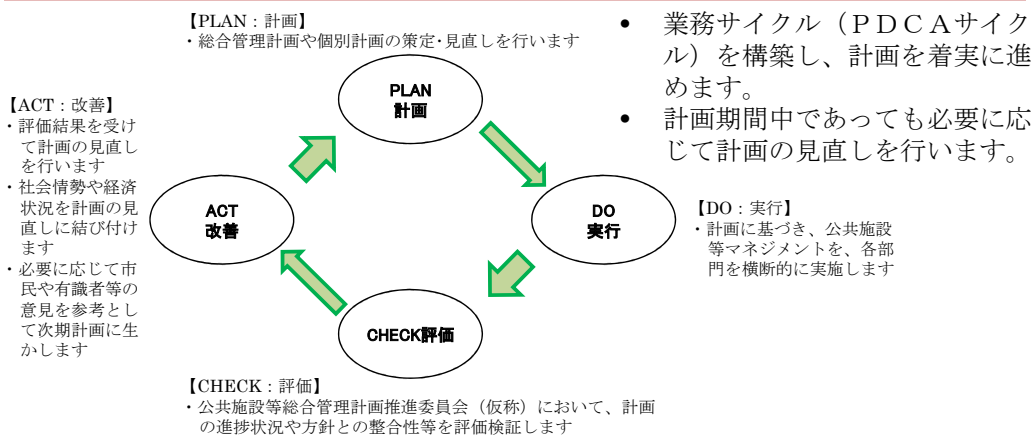 【PLAN：計画】
・総合管理計画や個別計画の策定・見直しを行います
• 業務サイクル（ＰＤＣＡサイク
ル）を構築し、計画を着実に進
めます。
• 計画期間中であっても必要に応
じて計画の見直しを行います。
PLAN
計画
【ACT：改善】
・評価結果を受け
て計画の見直し
を行います
・社会情勢や経済
状況を計画の見
直しに結び付け
ます
・必要に応じて市
民や有識者等の
意見を参考とし
て次期計画に生
かします
ACT
改善
DO
実行
【DO：実行】
・計画に基づき、公共施設
等マネジメントを、各部
門を横断的に実施します
CHECK評価
【CHECK：評価】
・公共施設等総合管理計画推進委員会（仮称）において、計画
の進捗状況や方針との整合性等を評価検証します